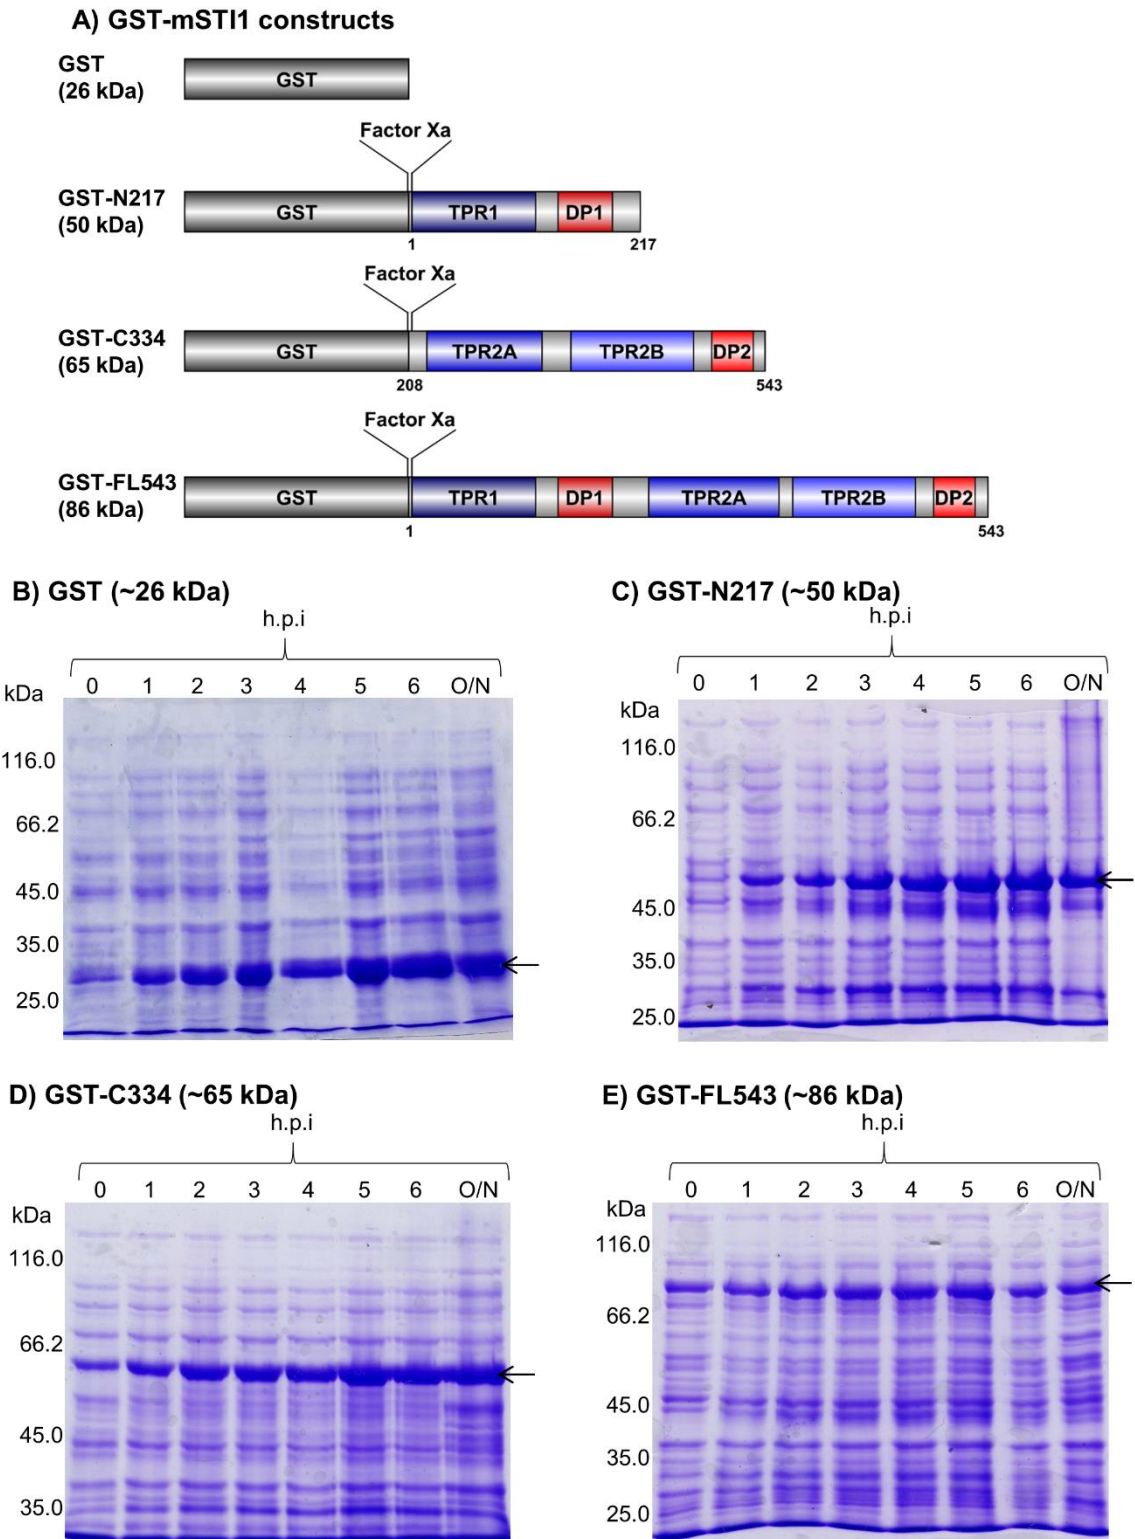 A) GST-mSTI1 constructs
GST
(26 kDa)
GST
Factor Xa
GST-N217
(50 kDa)
GST TPR1 DP1
1 217
Factor Xa
GST-C334
(65 kDa)
GST TPR2A TPR2B DP2
208 543
Factor Xa
GST-FL543
(86 kDa)
GST TPR1 DP1 TPR2A TPR2B DP2
1 543
B) GST (~26 kDa)
h.p.i
kDa 0 1 2 3 4 5 6 O/N
116.0
66.2
45.0
35.0
25.0
C) GST-N217 (~50 kDa)
h.p.i
0 1 2 3 4 5 6 O/N
kDa
116.0
66.2
45.0
35.0
25.0
D) GST-C334 (~65 kDa)
h.p.i
0 1 2 3 4 5 6 O/N
kDa
116.0
66.2
45.0
35.0
E) GST-FL543 (~86 kDa)
h.p.i
0 1 2 3 4 5 6 O/N
kDa
116.0
66.2
45.0
35.0
25.0